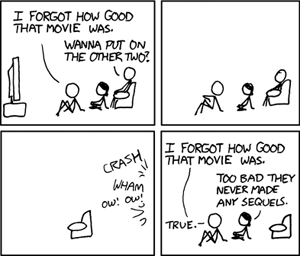 I FORGOT HOW GOOD
THAT MOVIE WAS.
WANNA PUT ON
THE OTHER TWO?
CRASH
WHAM
OW! OW!
I FORGOT HOW GOOD
THAT MOVIE WAS.
TOO BAD THEY
NEVER MADE
ANY SEQUELS.
TRUE.